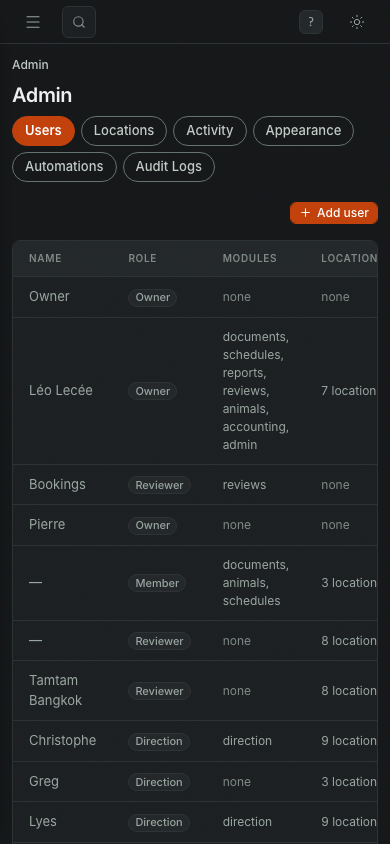 ?
Admin
Admin
Users Locations Activity Appearance
Automations Audit Logs
+ Add user
NAME ROLE MODULES LOCATION
Owner Owner none none
documents,
schedules,
reports,
reviews,
Léo Lecée Owner animals, 7 location
accounting,
admin
Bookings Reviewer reviews none
Pierre Owner none none
documents,
— Member animals, 3 location
schedules
— Reviewer none 8 location
Tamtam
Bangkok Reviewer none 8 location
Christophe Direction direction 9 location
Greg Direction none 3 location
Lyes Direction direction 9 location